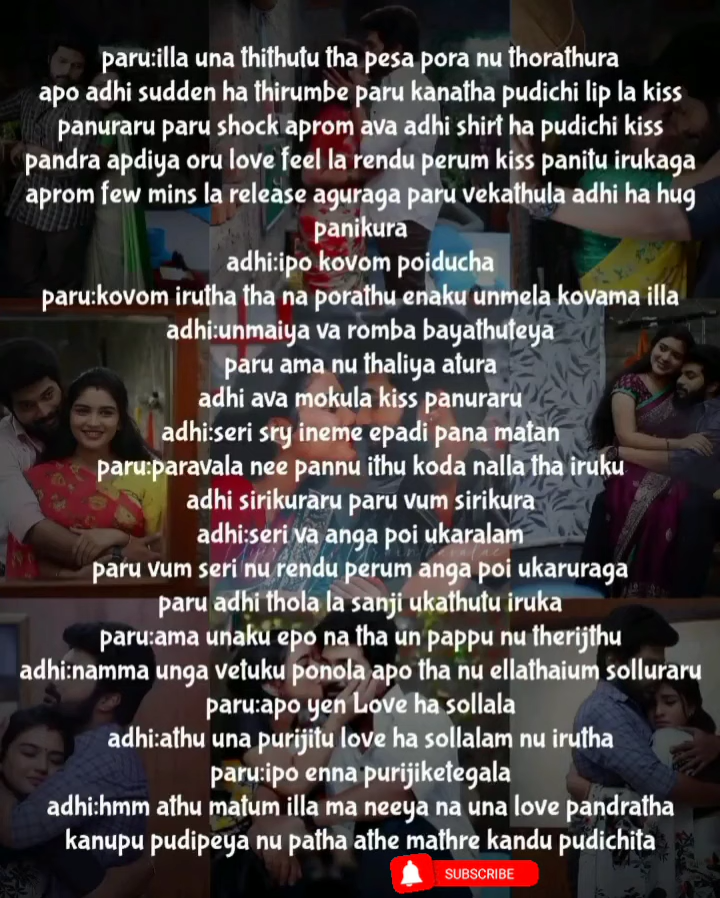 paru:illa una thithutu tha pesa pora nu thorathura
apo adhi sudden ha thirumbe paru kanatha pudichi lip la kiss
panuraru paru shock aprom ava adhi shirt ha pudichi kiss
pandra apdiya oru love feel la rendu perum kiss panitu irukaga
aprom few mins la release aguraga paru vekathula adhi ha hug
panikura
adhi:ipo kovom poiducha
paru:kovom irutha tha na porathu enaku unmela kovama illa
adhi:unmaiya va romba bayathuteya
paru ama nu thaliya atura
adhi ava mokula kiss panuraru
adhi:seri sry ineme epadi pana matan
paru:paravala nee pannu ithu koda nalla tha iruku
adhi sirikuraru paru vum sirikura
adhi:seri va anga poi ukaralam
paru vum seri nu rendu perum anga poi ukaruraga
paru adhi thola la sanji ukathutu iruka
paru:ama unaku epo na tha un pappu nu therijthu
adhi:namma unga vetuku ponola apo tha nu ellathaium solluraru
paru:apo yen Love ha sollala
adhi:athu una purijitu love ha sollalam nu irutha
paru:ipo enna purijiketegala
adhi:hmm athu matum illa ma neeya na una love pandratha
kanupu pudipeya nu patha athe mathre kandu pudichita
SUBSCRIBE